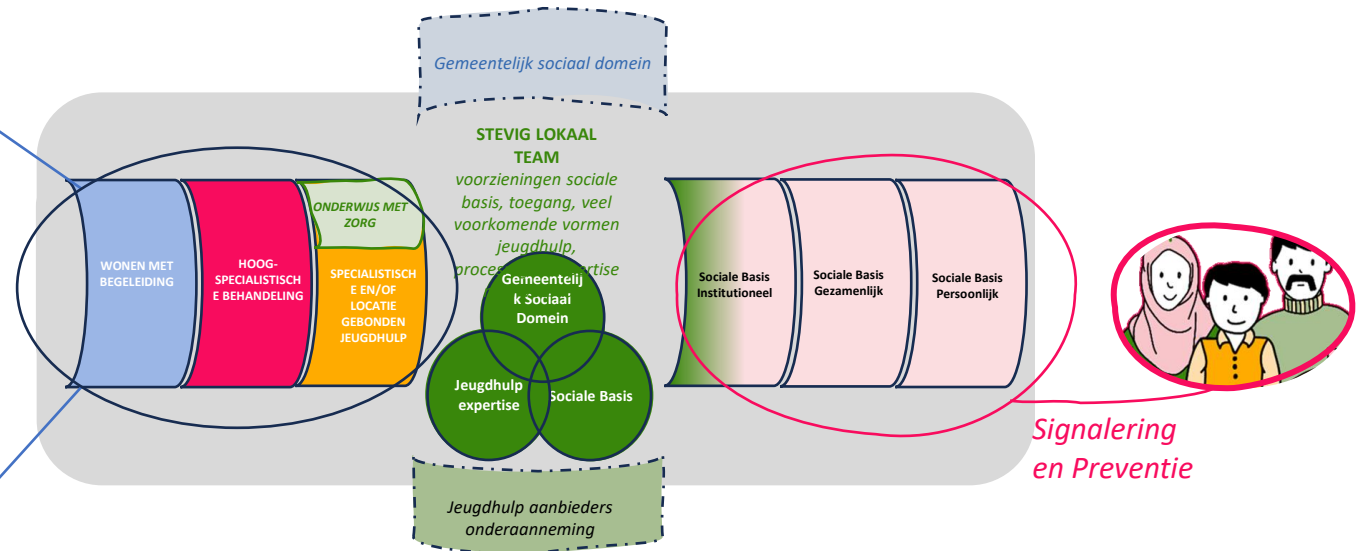 Gemeentelijk sociaal domein
STEVIG LOKAAL
TEAM
voorzieningen sociale
basis, toegang, veel
voorkomende vormen
jeugdhulp,
WONEN MET
BEGELEIDING
HOOG-
SPECIALISTISCH
E BEHANDELING
ONDERWIJS MET
ZORG
SPECIALISTISCH
E EN/OF
LOCATIE
GEBONDEN
JEUGDHULP
Gemeentelij
k Sociaal
Domein
Jeugdhulp
expertise
Sociale Basis
Sociale Basis
Institutioneel
Sociale Basis
Gezamenlijk
Sociale Basis
Persoonlijk
Signalering
en Preventie
Jeugdhulp aanbieders
onderaanneming